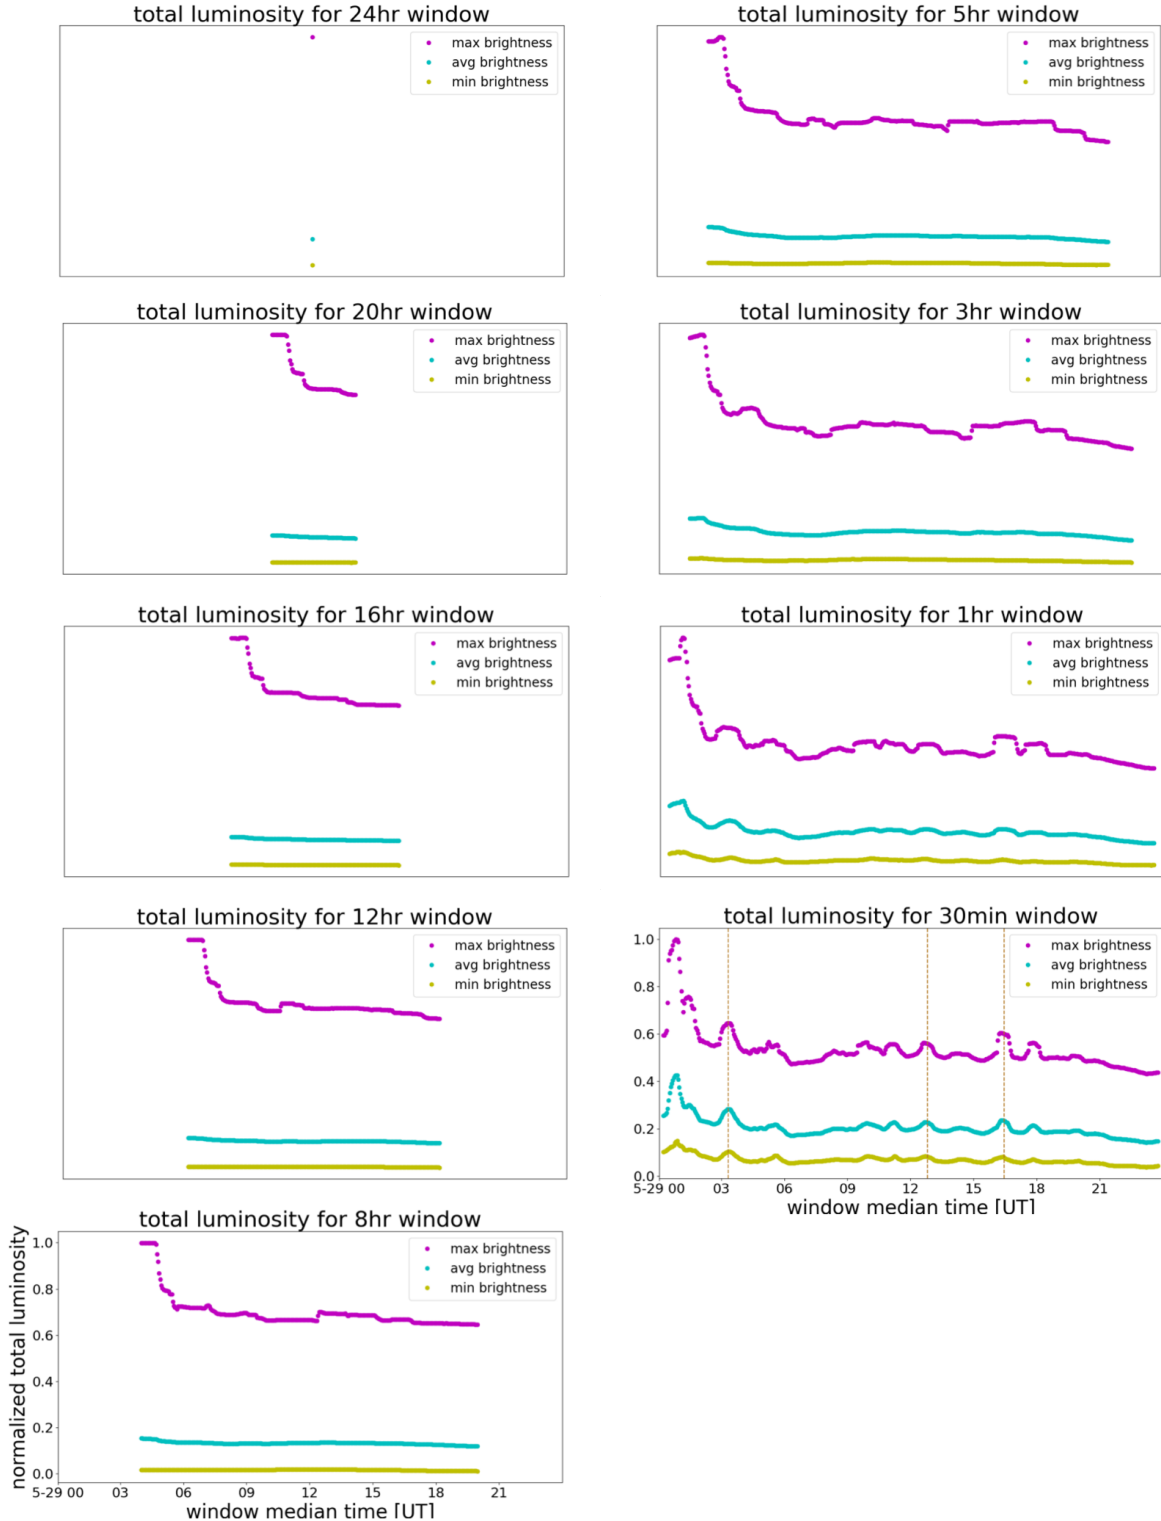 total luminosity for 24hr window
max brightness
avg brightness
min brightness
total luminosity for 20hr window
max brightness
avg brightness
min brightness
total luminosity for 16hr window
max brightness
avg brightness
min brightness
total luminosity for 12hr window
max brightness
avg brightness
min brightness
total luminosity for 8hr window
max brightness
avg brightness
min brightness
normalized total luminosity
1.0
0.8
0.6
0.4
0.2
0.0
5-29 00 03 06 09 12 15 18 21
window median time [UT]
total luminosity for 5hr window
max brightness
avg brightness
min brightness
total luminosity for 3hr window
max brightness
avg brightness
min brightness
total luminosity for 1hr window
max brightness
avg brightness
min brightness
total luminosity for 30min window
max brightness
avg brightness
min brightness
1.0
0.8
0.6
0.4
0.2
0.0
5-29 00 03 06 09 12 15 18 21
window median time [UT]